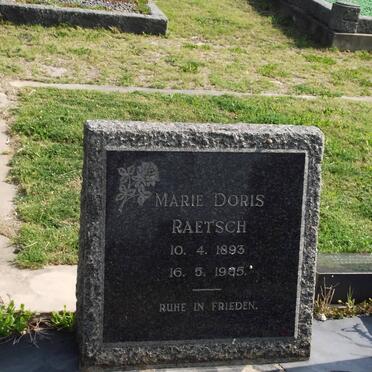 MARIE DORIS
RAETSCH
10. 4. 1893
16. 5. 1985.
RUHE IN FRIEDEN.